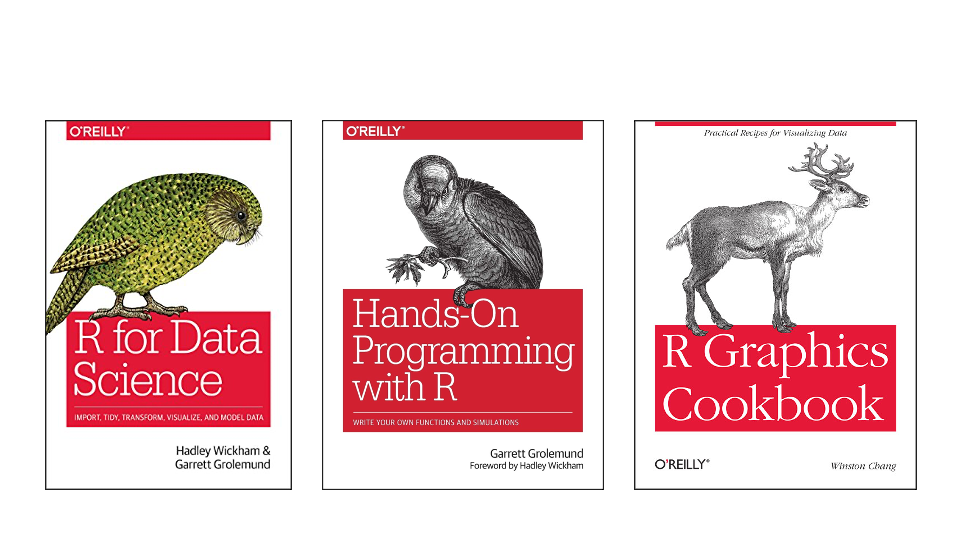 O'REILLY®
R for Data
Science
IMPORT, TIDY, TRANSFORM, VISUALIZE, AND MODEL DATA
Hadley Wickham &
Garrett Grolemund
O'REILLY®
Hands-On
Programming
with R
WRITE YOUR OWN FUNCTIONS AND SIMULATIONS
Garrett Grolemund
Foreword by Hadley Wickham
Practical Recipes for Visualizing Data
R Graphics
Cookbook
O'REILLY®
Winston Chang